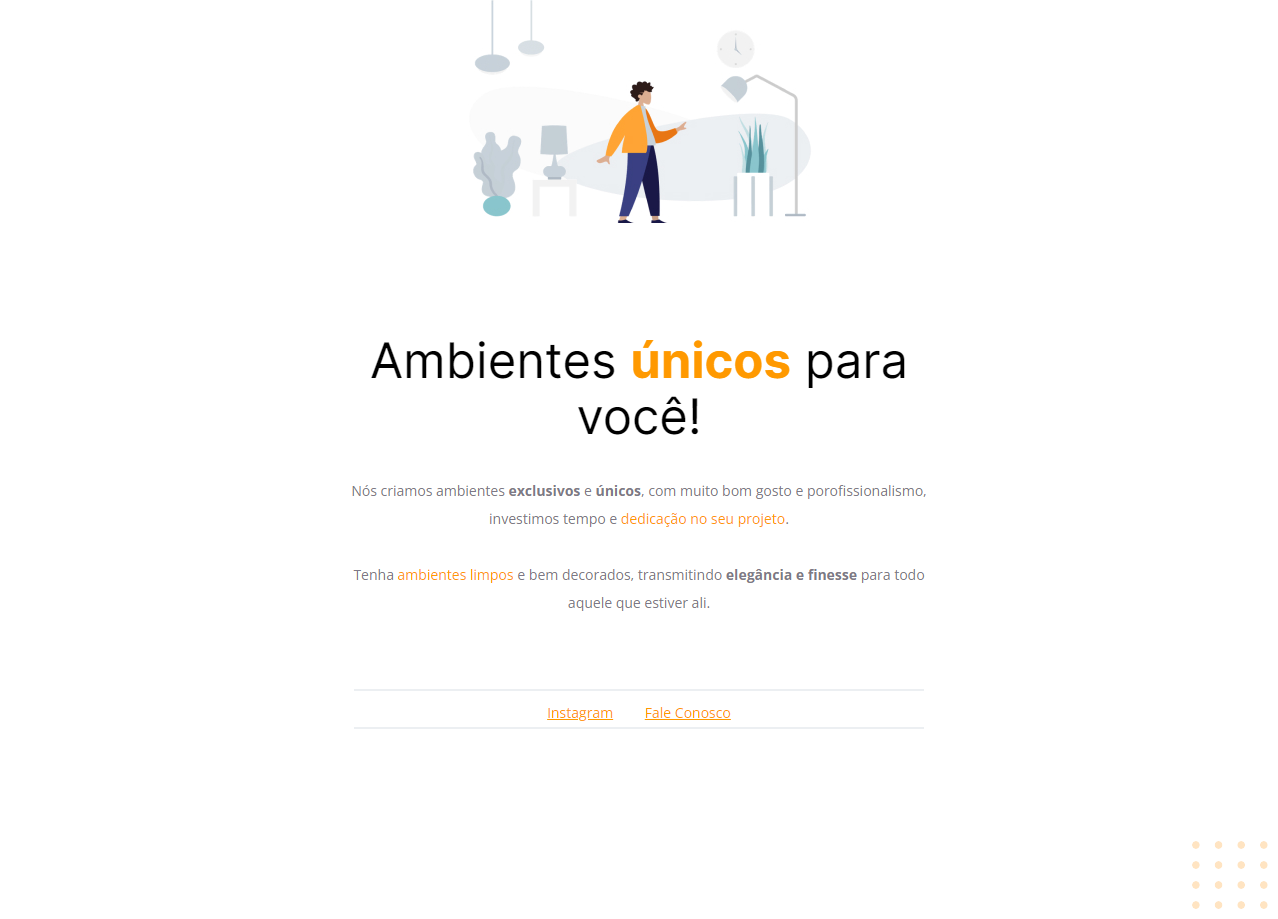 Ambientes únicos para
você!
Nós criamos ambientes exclusivos e únicos, com muito bom gosto e porofissionalismo,
investimos tempo e dedicação no seu projeto.
Tenha ambientes limpos e bem decorados, transmitindo elegância e finesse para todo
aquele que estiver ali.
Instagram Fale Conosco